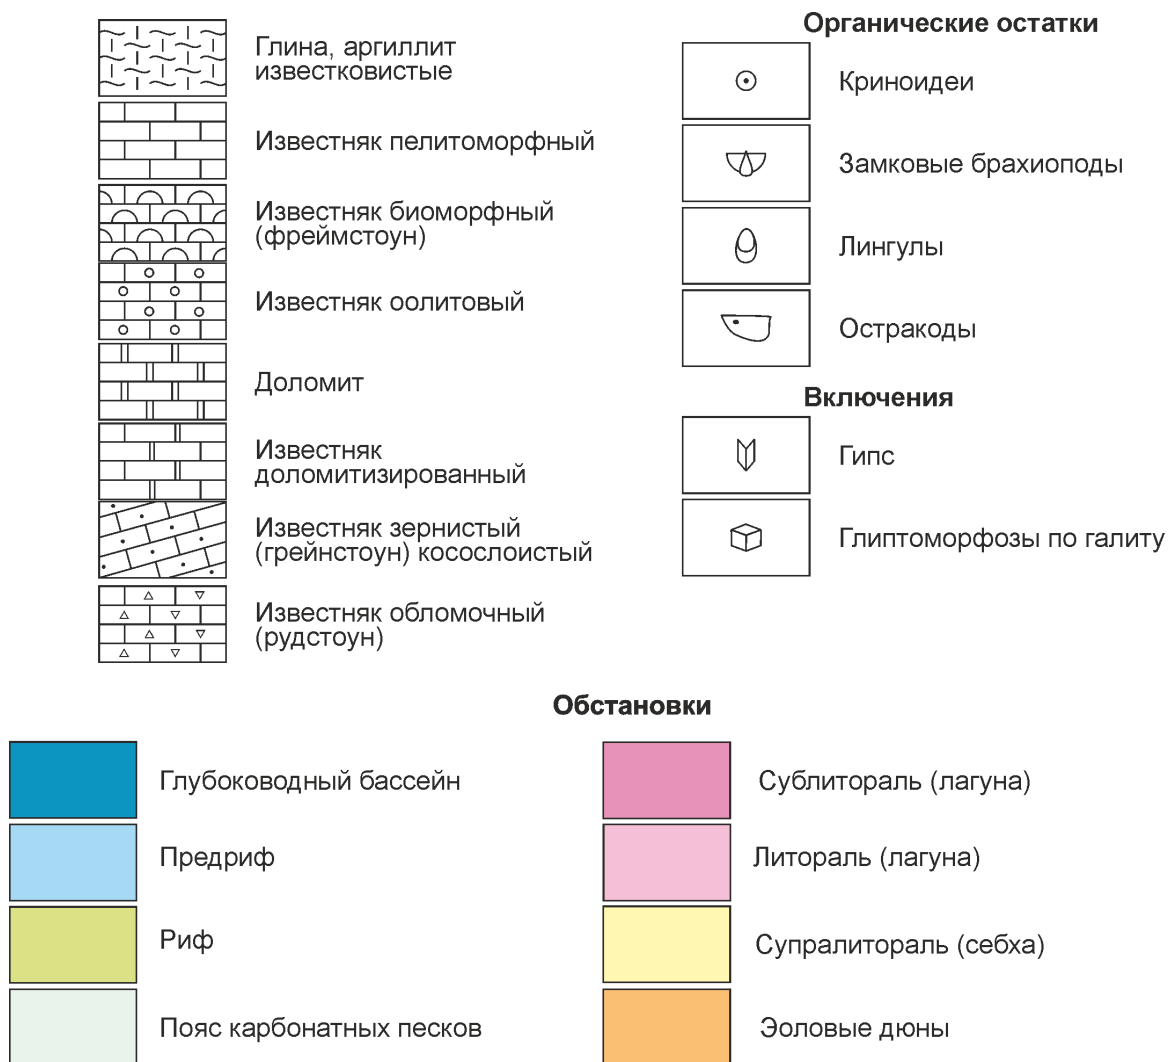 Глина, аргиллит
известковистые
Известняк пелитоморфный
Известняк биоморфный
(фреймстоун)
Известняк оолитовый
Доломит
Известняк
доломитизированный
Известняк зернистый
(грейнстоун) косослоистый
Известняк обломочный
(рудстоун)
Органические остатки
Криноидеи
Замковые брахиоподы
Лингулы
Остракоды
Включения
Гипс
Глиптоморфозы по галиту
Обстановки
Глубоководный бассейн
Предриф
Риф
Пояс карбонатных песков
Сублитораль (лагуна)
Литораль (лагуна)
Супралитораль (себха)
Эоловые дюны